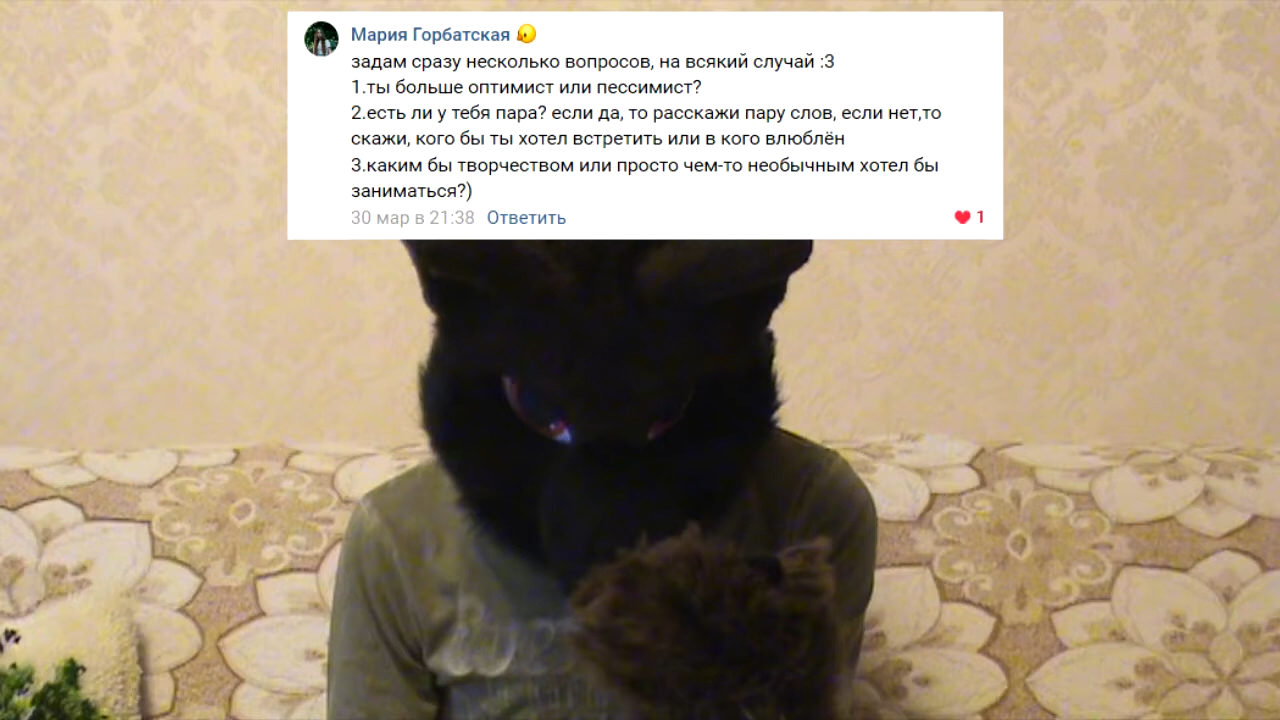 Мария Горбатская
задам сразу несколько вопросов, на всякий случай :3
1.ты больше оптимист или пессимист?
2.есть ли у тебя пара? если да, то расскажи пару слов, если нет,то
скажи, кого бы ты хотел встретить или в кого влюблён
3.каким бы творчеством или просто чем-то необычным хотел бы
заниматься?)
30 мар в 21:38 Ответить 1